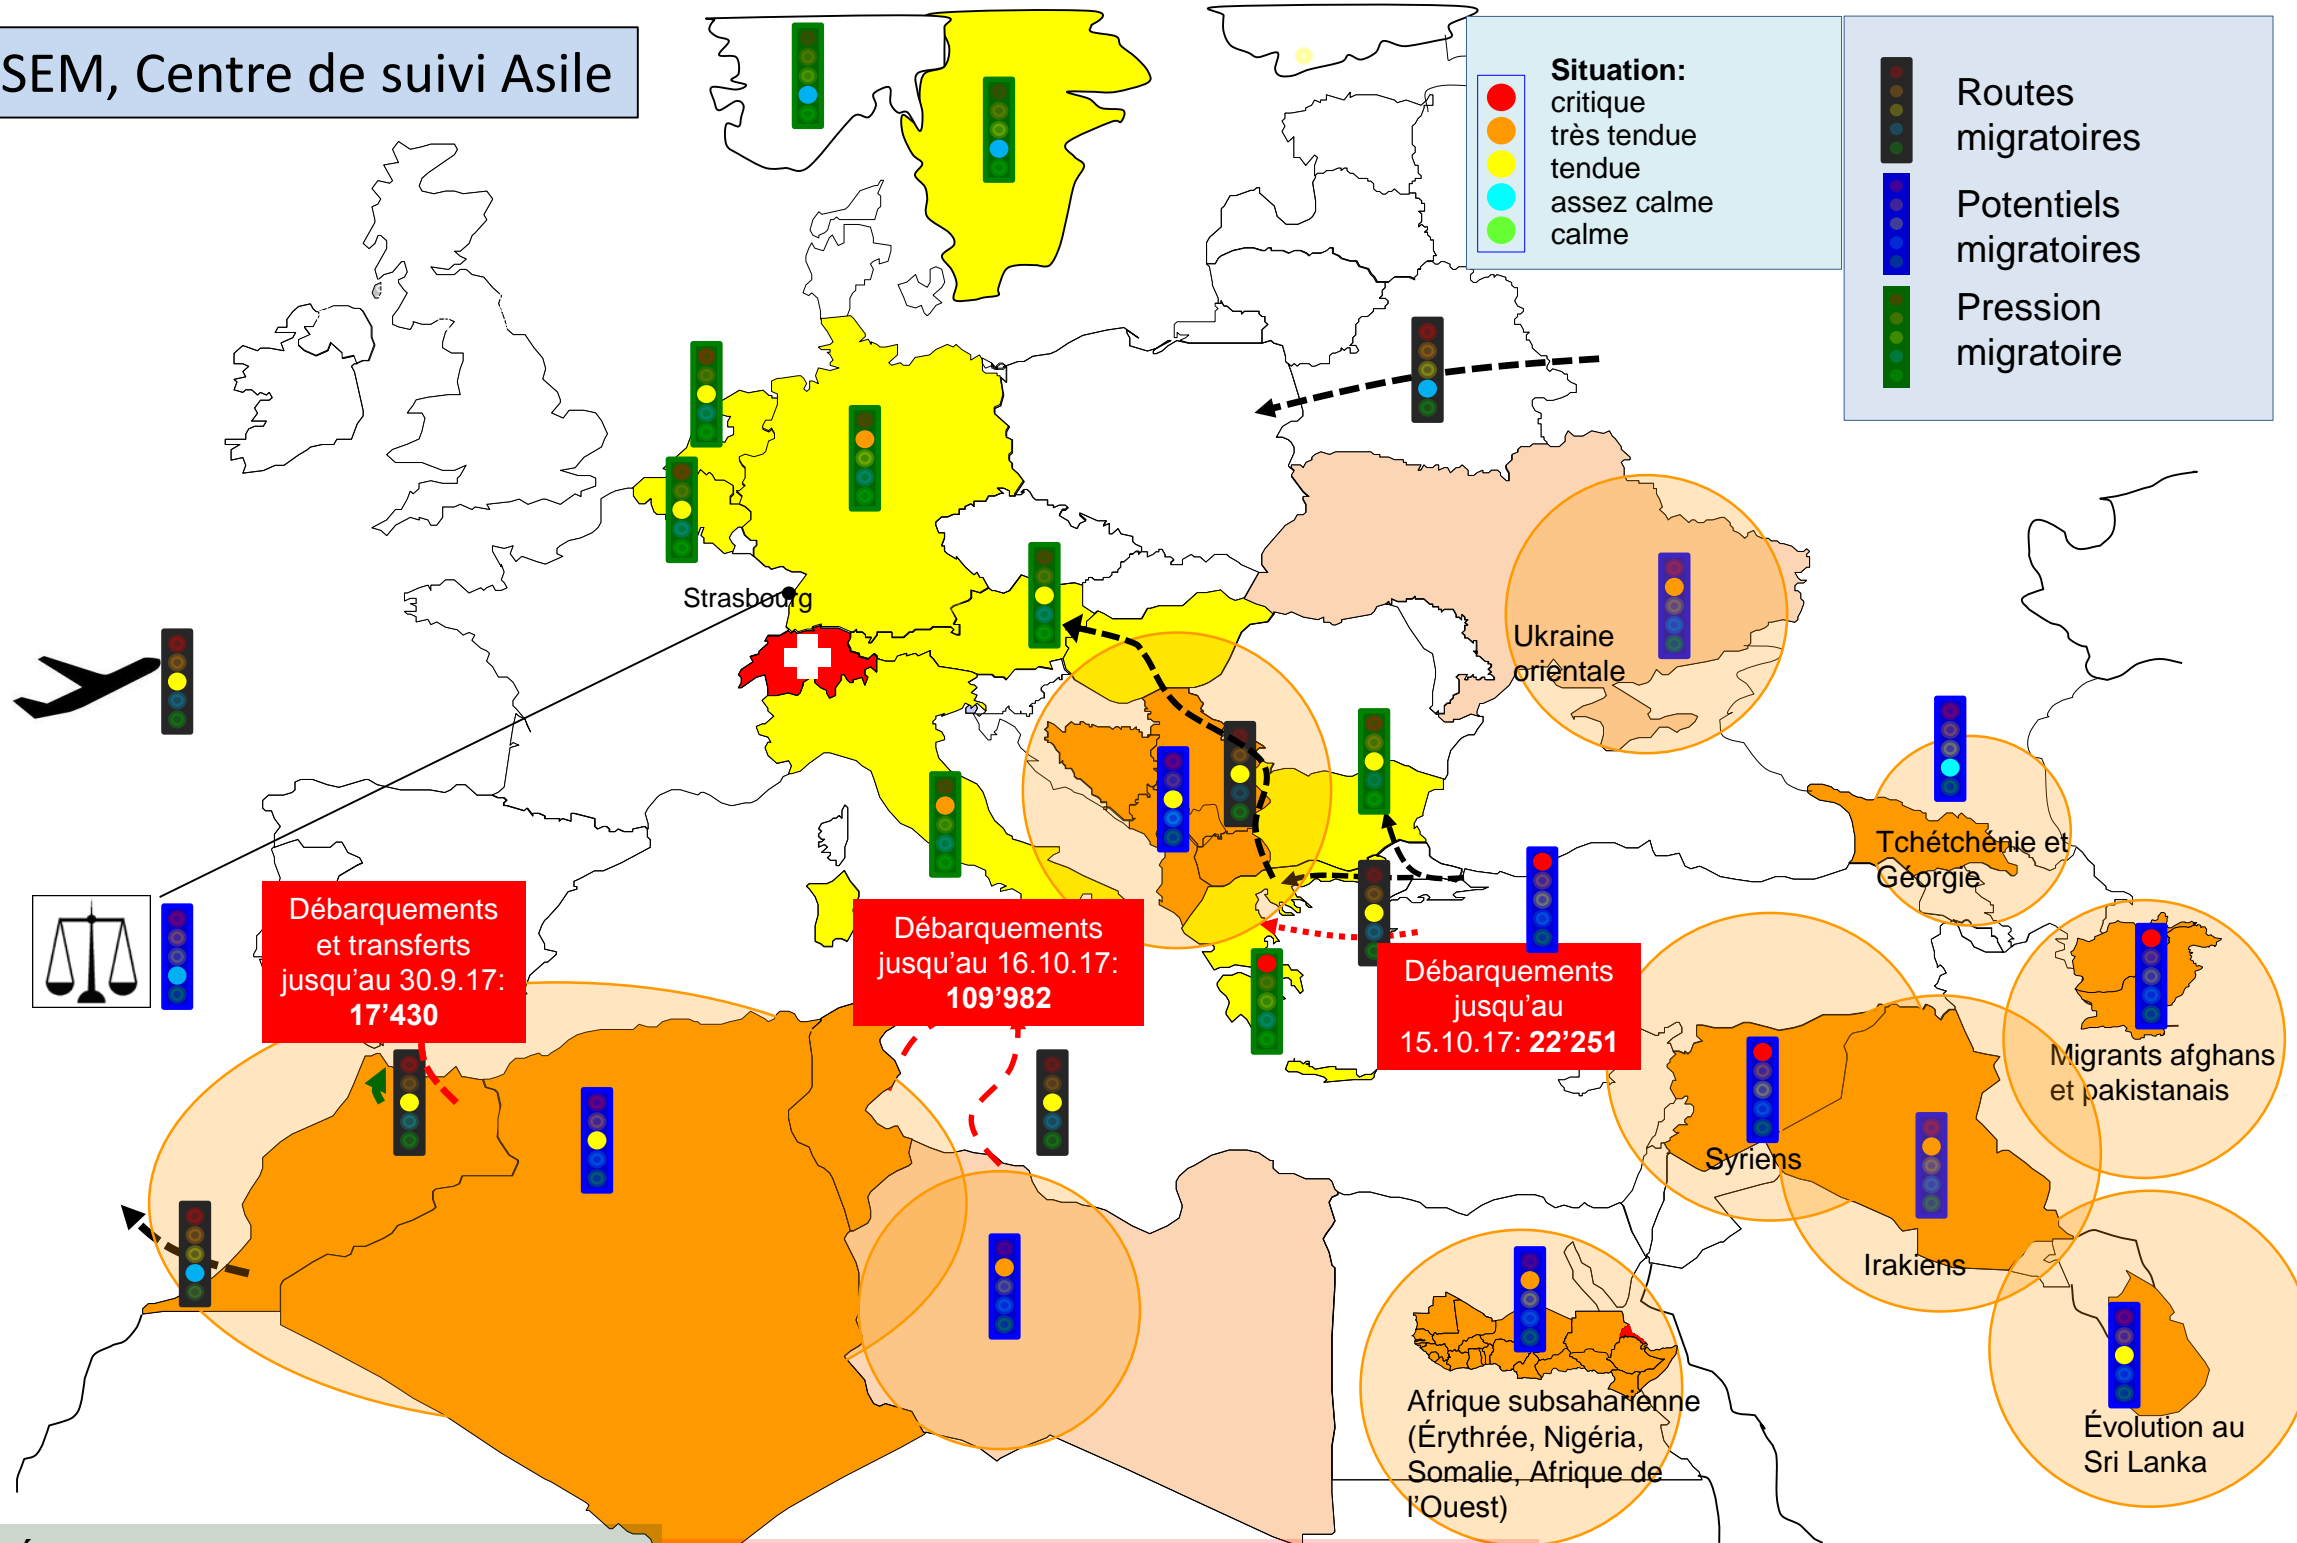 SEM, Centre de suivi Asile
Situation:
critique
très tendue
tendue
assez calme
calme
Routes
migratoires
Potentiels
migratoires
Pression
migratoire
Strasbourg
Ukraine
orientale
Tchétchénie et
Géorgie
Débarquements
et transferts
jusqu'au 30.9.17:
17'430
Débarquements
jusqu'au 16.10.17:
109'982
Débarquements
jusqu'au
15.10.17: 22'251
Migrants afghans
et pakistanais
Syriens
Irakiens
Afrique subsaharienne
(Érythrée, Nigéria,
Somalie, Afrique de
l'Ouest)
Évolution au
Sri Lanka